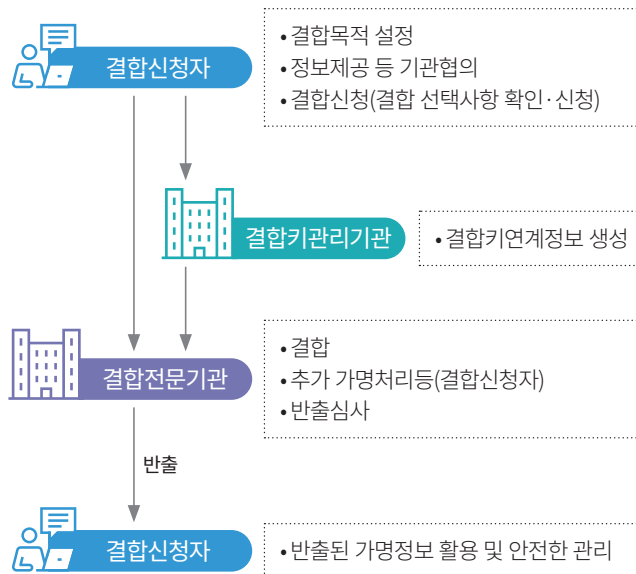 결합신청자
• 결합목적 설정
• 정보제공 등 기관협의
• 결합신청(결합 선택사항 확인·신청)
결합키관리기관
• 결합키연계정보 생성
결합전문기관
• 결합
• 추가 가명처리등(결합신청자)
• 반출심사
반출
결합신청자
• 반출된 가명정보 활용 및 안전한 관리